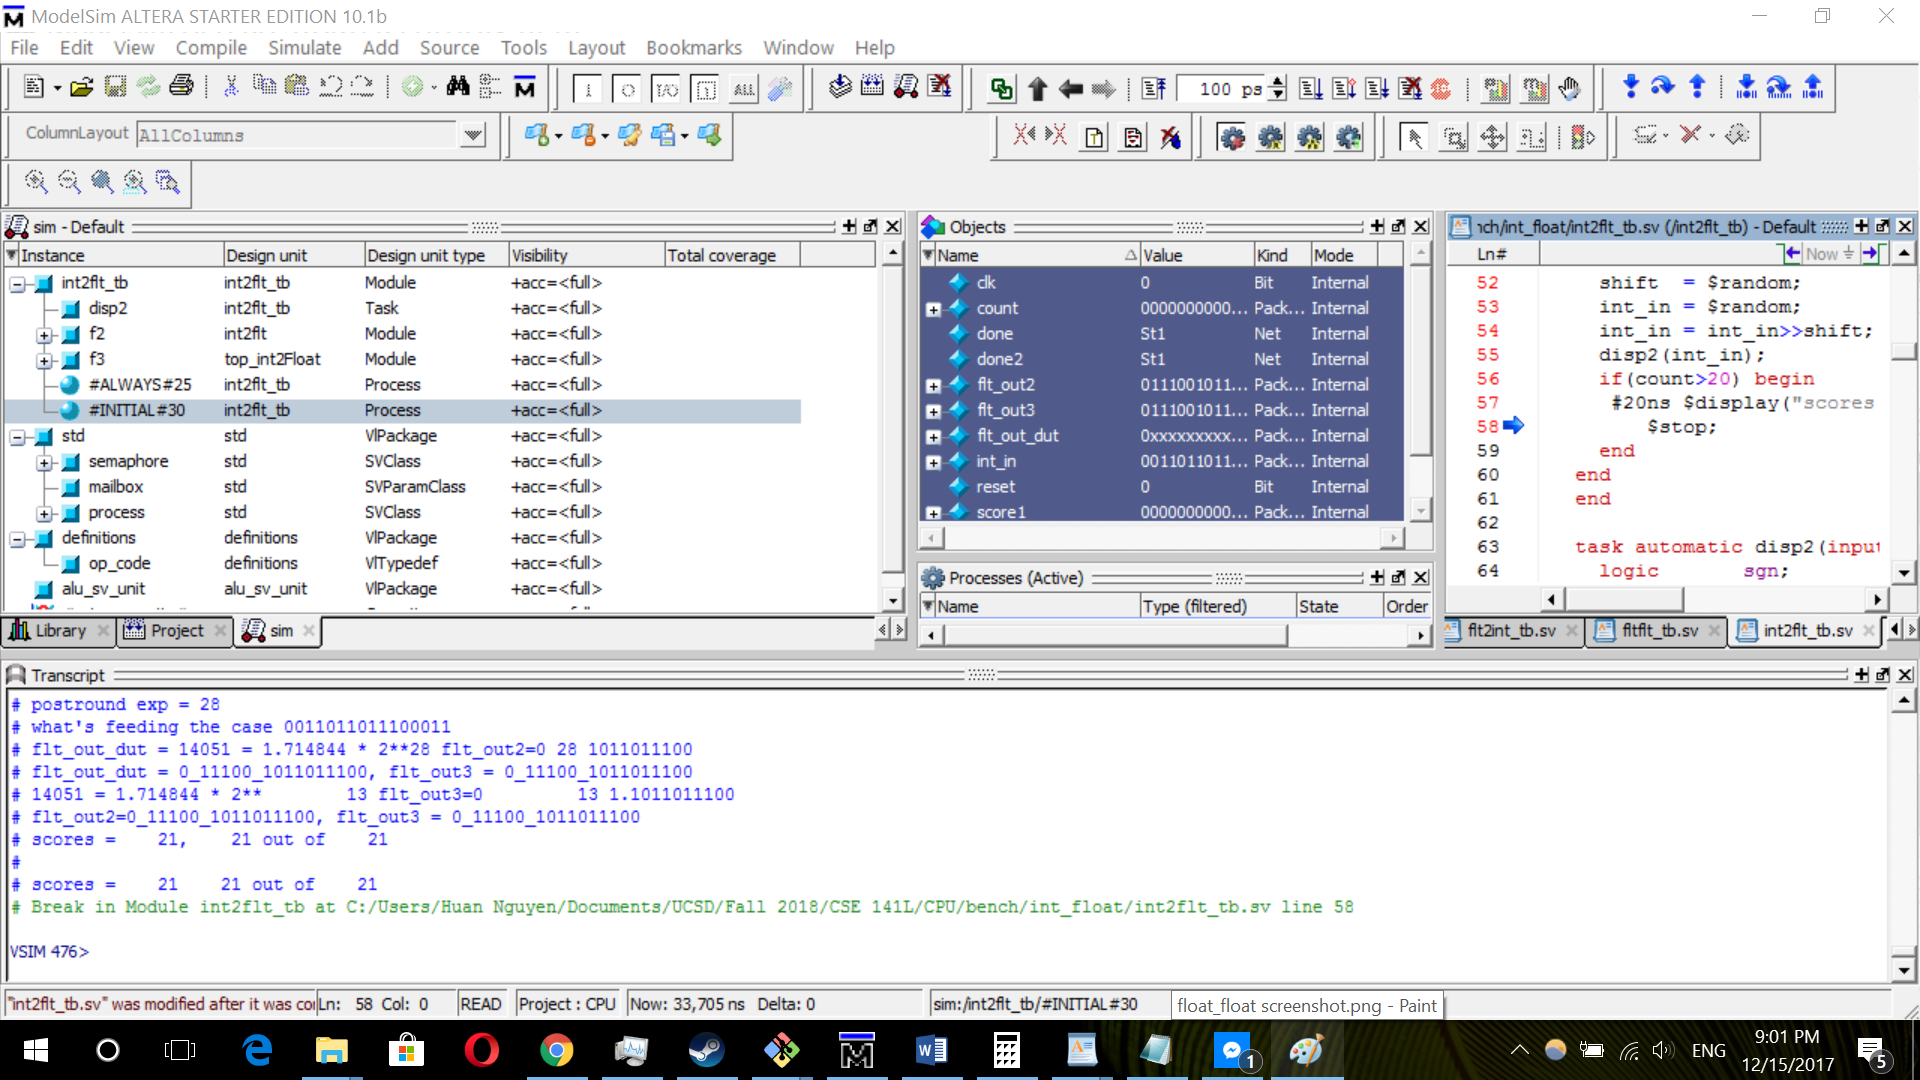 ModelSim ALTERA STARTER EDITION 10.1b
File Edit View Compile Simulate Add Source Tools Layout Bookmarks Window Help
100 ps
ColumnLayout AllColumns
sim - Default
Instance Design unit Design unit type Visibility Total coverage
int2flt_tb int2flt_tb Module +acc=<full>
disp2 int2flt_tb Task +acc=<full>
f2 int2flt Module +acc=<full>
f3 top_int2Float Module +acc=<full>
#ALWAYS#25 int2flt_tb Process +acc=<full>
#INITIAL#30 int2flt_tb Process +acc=<full>
std std VlPackage +acc=<full>
semaphore std SVClass +acc=<full>
mailbox std SVParamClass +acc=<full>
process std SVClass +acc=<full>
definitions definitions VlPackage +acc=<full>
op_code definitions VlTypedef +acc=<full>
alu_sv_unit alu_sv_unit VlPackage +acc=<full>
Library Project sim
Objects
Name Value Kind Mode
clk 0 Bit Internal
count 0000000000... Pack... Internal
done St1 Net Internal
done2 St1 Net Internal
flt_out2 0111001011... Pack... Internal
flt_out3 0111001011... Pack... Internal
flt_out_dut 0xxxxxxxxx... Pack... Internal
int_in 0011011011... Pack... Internal
reset 0 Bit Internal
score1 0000000000... Pack... Internal
Processes (Active)
Name Type (filtered) State Order
nch/int_float/int2flt_tb.sv (/int2flt_tb) - Default
Ln# Now
52 shift = $random;
53 int_in = $random;
54 int_in = int_in>>shift;
55 disp2(int_in);
56 if(count>20) begin
57 #20ns $display("scores
58 $stop;
59 end
60 end
61 end
62
63 task automatic disp2(input
64 logic sgn;
flt2int_tb.sv fltflt_tb.sv int2flt_tb.sv
Transcript
# postround exp = 28
# what's feeding the case 0011011011100011
# flt_out_dut = 14051 = 1.714844 * 2**28 flt_out2=0 28 1011011100
# flt_out_dut = 0_11100_1011011100, flt_out3 = 0_11100_1011011100
# 14051 = 1.714844 * 2** 13 flt_out3=0 13 1.1011011100
# flt_out2=0_11100_1011011100, flt_out3 = 0_11100_1011011100
# scores = 21, 21 out of 21
#
# scores = 21 21 out of 21
# Break in Module int2flt_tb at C:/Users/Huan Nguyen/Documents/UCSD/Fall 2018/CSE 141L/CPU/bench/int_float/int2flt_tb.sv line 58
VSIM 476>
"int2flt_tb.sv" was modified after it was co Ln: 58 Col: 0 READ Project : CPU Now: 33,705 ns Delta: 0 sim:/int2flt_tb/#INITIAL#30
float_float screenshot.png - Paint
1
ENG
9:01 PM
12/15/2017
5